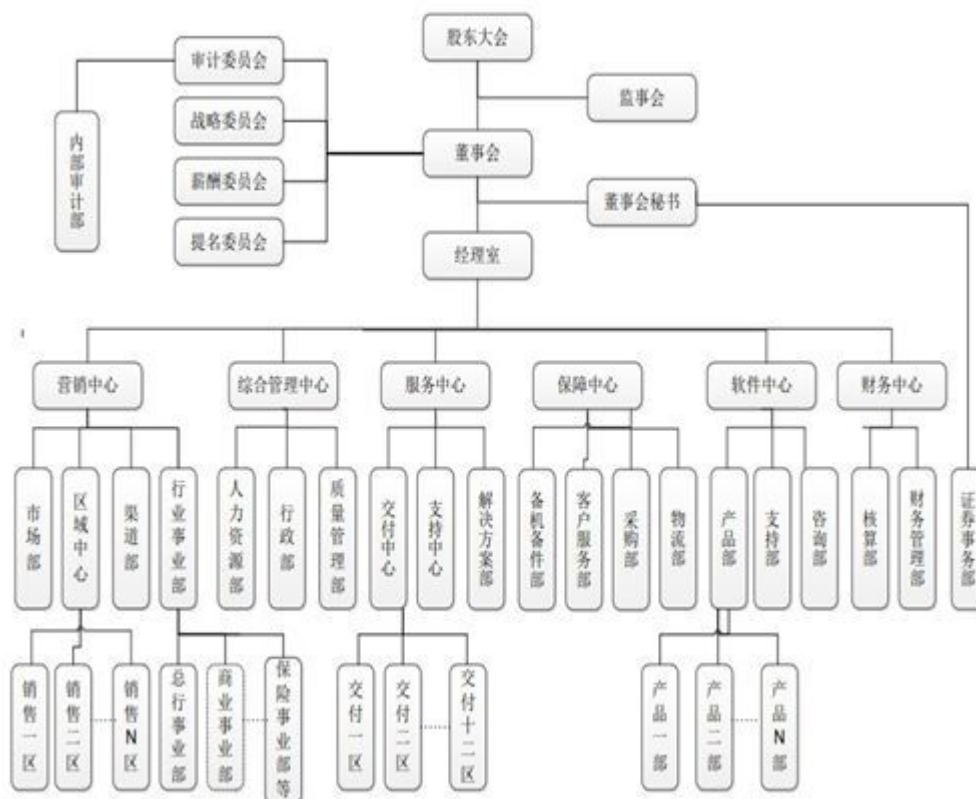 股东大会
审计委员会
监事会
战略委员会
董事会
内部审计部
薪酬委员会
董事会秘书
提名委员会
经理室
营销中心
综合管理中心
服务中心
保障中心
软件中心
财务中心
市场部
区域中心
渠道部
行业事业部
人力资源部
行政部
质量管理部
交付中心
支持中心
解决方案部
备机备件部
客户服务部
采购部
物流部
产品部
支持部
咨询部
核算部
财务管理部
证券事务部
销售一区
销售二区
销售N区
总行事业部
商业事业部
保险事业部等
交付一区
交付二区
交付十二区
产品一部
产品二部
产品N部